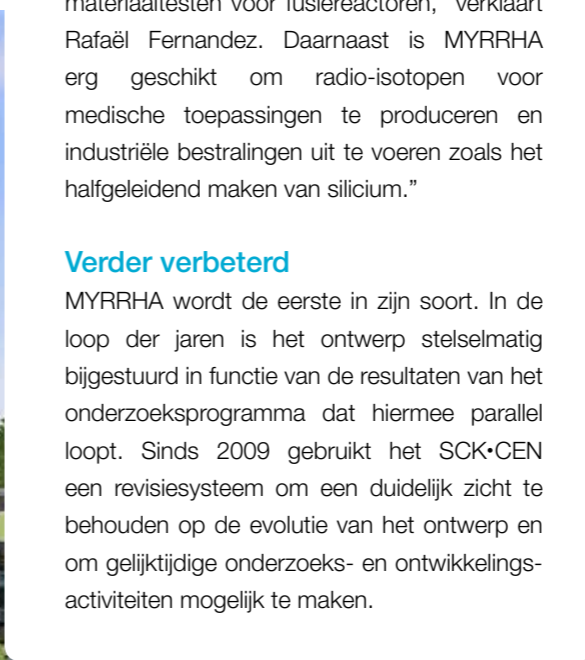 materiaaltesten voor fusiereactoren,” verklaart
Rafaël Fernandez. Daarnaast is MYRRHA
erg geschikt om radio-isotopen voor
medische toepassingen te produceren en
industriële bestralingen uit te voeren zoals het
halfgeleidend maken van silicium.”
Verder verbeterd
MYRRHA wordt de eerste in zijn soort. In de
loop der jaren is het ontwerp stelselmatig
bijgestuurd in functie van de resultaten van het
onderzoeksprogramma dat hiermee parallel
loopt. Sinds 2009 gebruikt het SCK•CEN
een revisiesysteem om een duidelijk zicht te
behouden op de evolutie van het ontwerp en
om gelijktijdige onderzoeks- en ontwikkelings-
activiteiten mogelijk te maken.